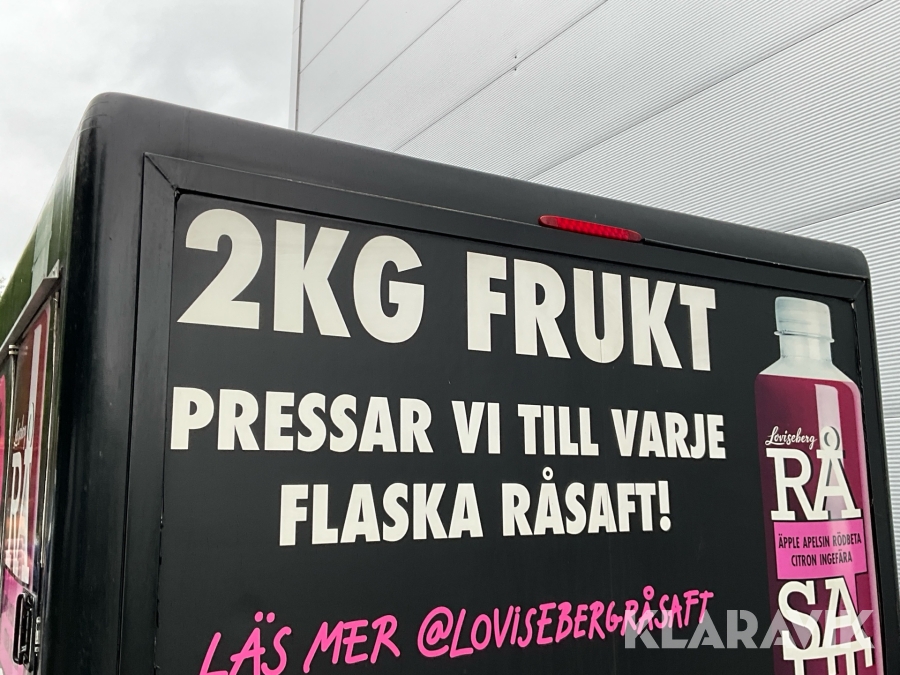 2KG FRUKT
PRESSAR VI TILL VARJE
FLASKA RÅSAFT!
LÄS MER @LOVISEBERGRÅSAFT
Loviseberg
RÅ
ÄPPLE APELSIN RÖDBETA
CITRON INGEFÄRA
SA
KLARAVIK